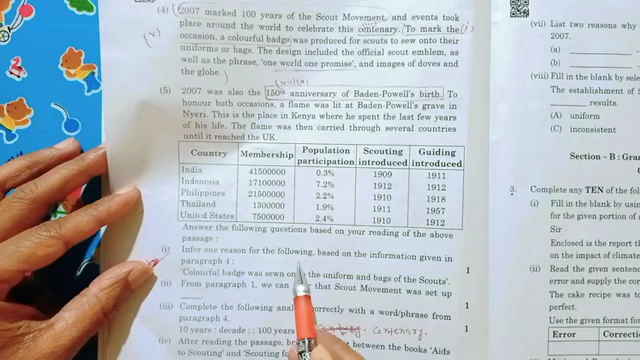 (4) 2007 marked 100 years of the Scout Movement, and events took
place around the world to celebrate this centenary. To mark the (i)
(v) occasion, a colourful badge was produced for scouts to sew onto their
uniforms or bags. The design included the official scout emblem, as
well as the phrase, 'one world one promise', and images of doves and
the globe.
(5) 2007 was also the 150th anniversary of Baden-Powell's birth. To
honour both occasions, a flame was lit at Baden-Powell's grave in
Nyeri. This is the place in Kenya where he spent the last few years
of his life. The flame was then carried through several countries
until it reached the UK.
Country Membership Population participation Scouting introduced Guiding introduced
India 41500000 0.3% 1909 1911
Indonesia 17100000 7.2% 1912 1912
Philippines 21500000 2.2% 1910 1918
Thailand 1300000 1.9% 1911 1957
United States 7500000 2.4% 1910 1912
Answer the following questions based on your reading of the above
passage :
(i) Infer one reason for the following, based on the information given in
paragraph 4 :
'Colourful badge was sewn on the uniform and bags of the Scouts'. 1
(ii) From paragraph 1, we can that Scout Movement was set up
1
(iii) Complete the following correctly with a word/phrase from
paragraph 4.
10 years : decade : : 100 years centenary. 1
(iv) After reading the passage, between the books 'Aids
to Scouting' and 'Scouting
(vii) List two reasons
2007.
(a)
(b)
(viii) Fill in the blank by
The establishment of
results.
(A) uniform
(C) inconsistent
Section – B : Gra
3. Complete any TEN of the
(i) Fill in the blank by using
for the given portion of
Sir
Enclosed is the report
on the impact of climate
(ii) Read the given sentence
error and supply the cor
The cake recipe was to
perfect.
Use the given format for
Error Correction